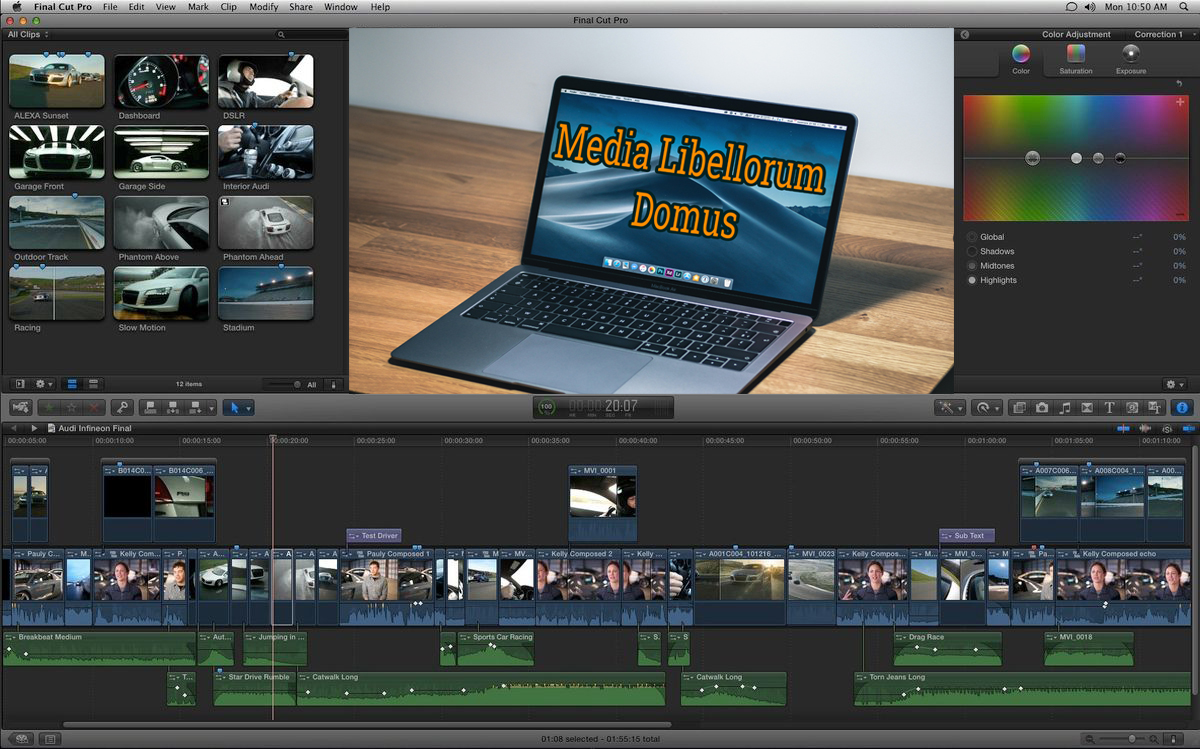 Final Cut Pro File Edit View Mark Clip Modify Share Window Help Mon 10:50 AM
Final Cut Pro
All Clips
Color Adjustment Correction 1
Color Saturation Exposure
ALEXA Sunset Dashboard DSLR
Garage Front Garage Side Interior Audi
Outdoor Track Phantom Above Phantom Ahead
Racing Slow Motion Stadium
Media Libellorum
Domus
Global --° 0%
Shadows --° 0%
Midtones --° 0%
Highlights --° 0%
12 items All
100 00:00:20:07
HR MIN SEC FR
Audi Infineon Final
00:00:05:00 00:00:10:00 00:00:15:00 00:00:20:00 00:00:25:00 00:00:30:00 00:00:35:00 00:00:40:00 00:00:45:00 00:00:50:00 00:00:55:00 00:01:00:00 00:01:05:00 00:01:10:00
A B014C0... B014C006_... MVI_0001 A007C006... A008C004_1... A00...
Test Driver Sub Text
Pauly C... M... Kelly Com... P... A... A A A A Pauly Composed 1 M MV... Kelly Composed 2 Kelly ... A001C004_101216_... MVI_0023 Kelly Compos... M... MVI_0... M Pa... Kelly Composed echo
Breakbeat Medium Aut... Jumping in ... Sports Car Racing S. S Drag Race MVI_0018
T... Star Drive Rumble Catwalk Long Catwalk Long Torn Jeans Long
01:08 selected - 01:55:15 total